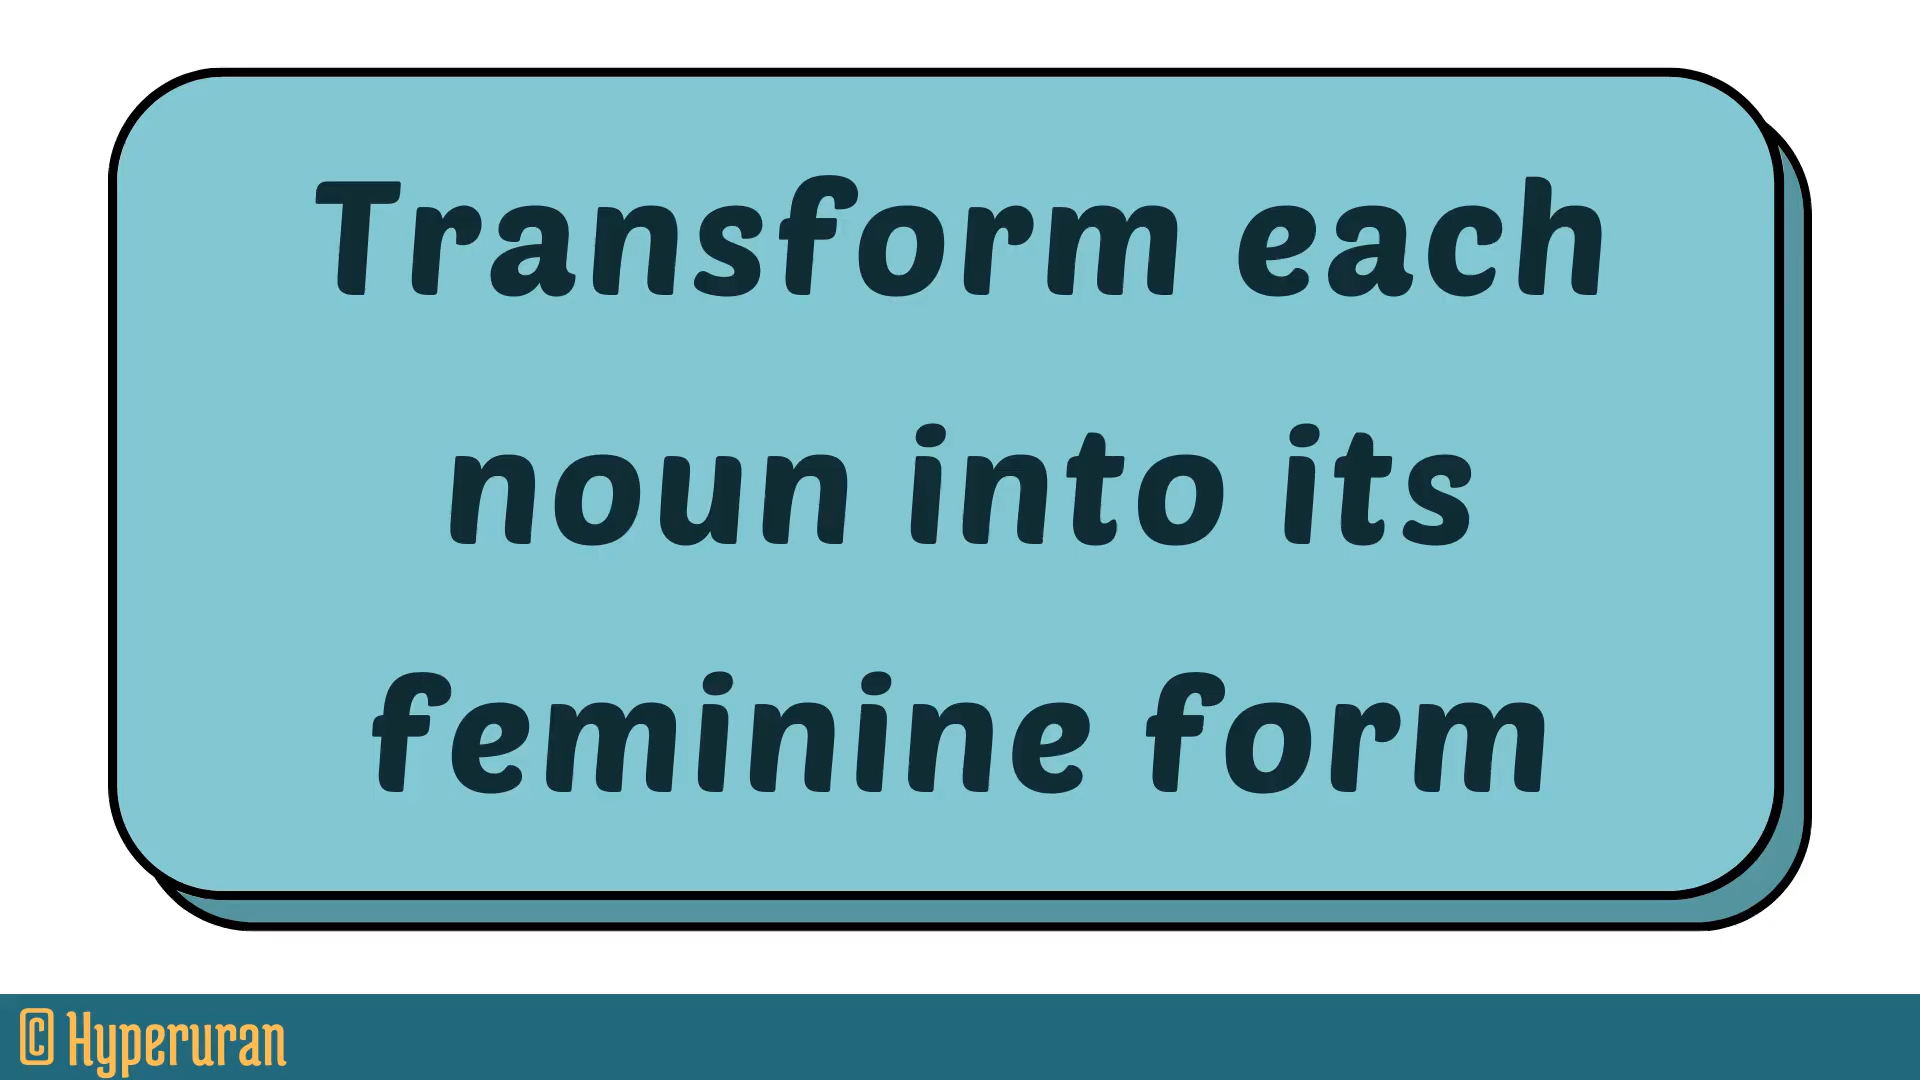 Transform each
noun into its
feminine form
© Hyperuran